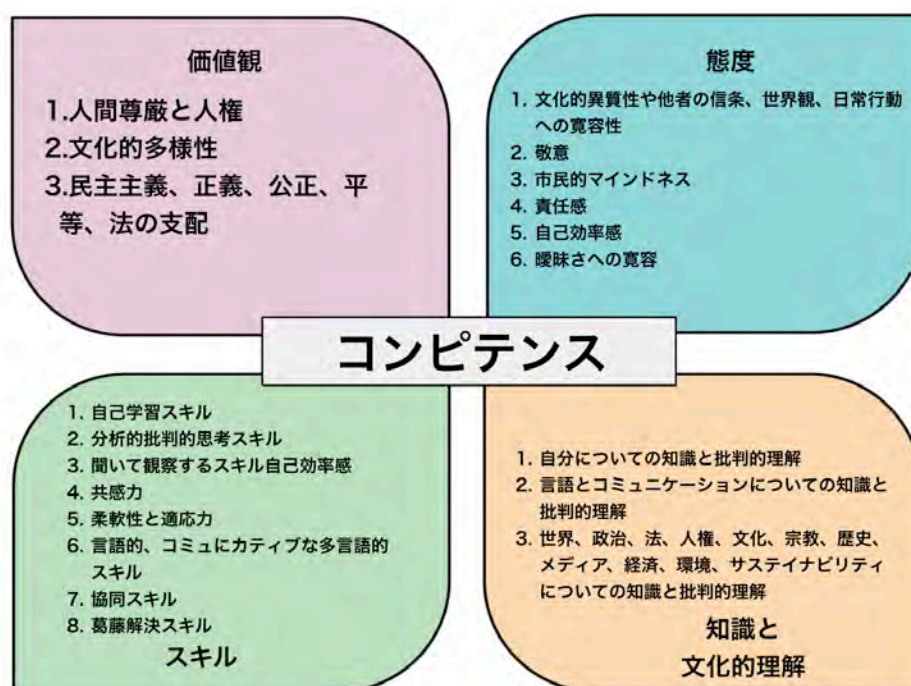 価値観
1.人間尊厳と人権
2.文化的多様性
3.民主主義、正義、公正、平
等、法の支配
態度
1. 文化的異質性や他者の信条、世界観、日常行動
への寛容性
2. 敬意
3. 市民的マインドネス
4. 責任感
5. 自己効率感
6. 曖昧さへの寛容
コンピテンス
1. 自己学習スキル
2. 分析的批判的思考スキル
3. 聞いて観察するスキル自己効率感
4. 共感力
5. 柔軟性と適応力
6. 言語的、コミュにカティブな多言語的
スキル
7. 協同スキル
8. 葛藤解決スキル
スキル
1. 自分についての知識と批判的理解
2. 言語とコミュニケーションについての知識と
批判的理解
3. 世界、政治、法、人権、文化、宗教、歴史、
メディア、経済、環境、サステイナビリティ
についての知識と批判的理解
知識と
文化的理解